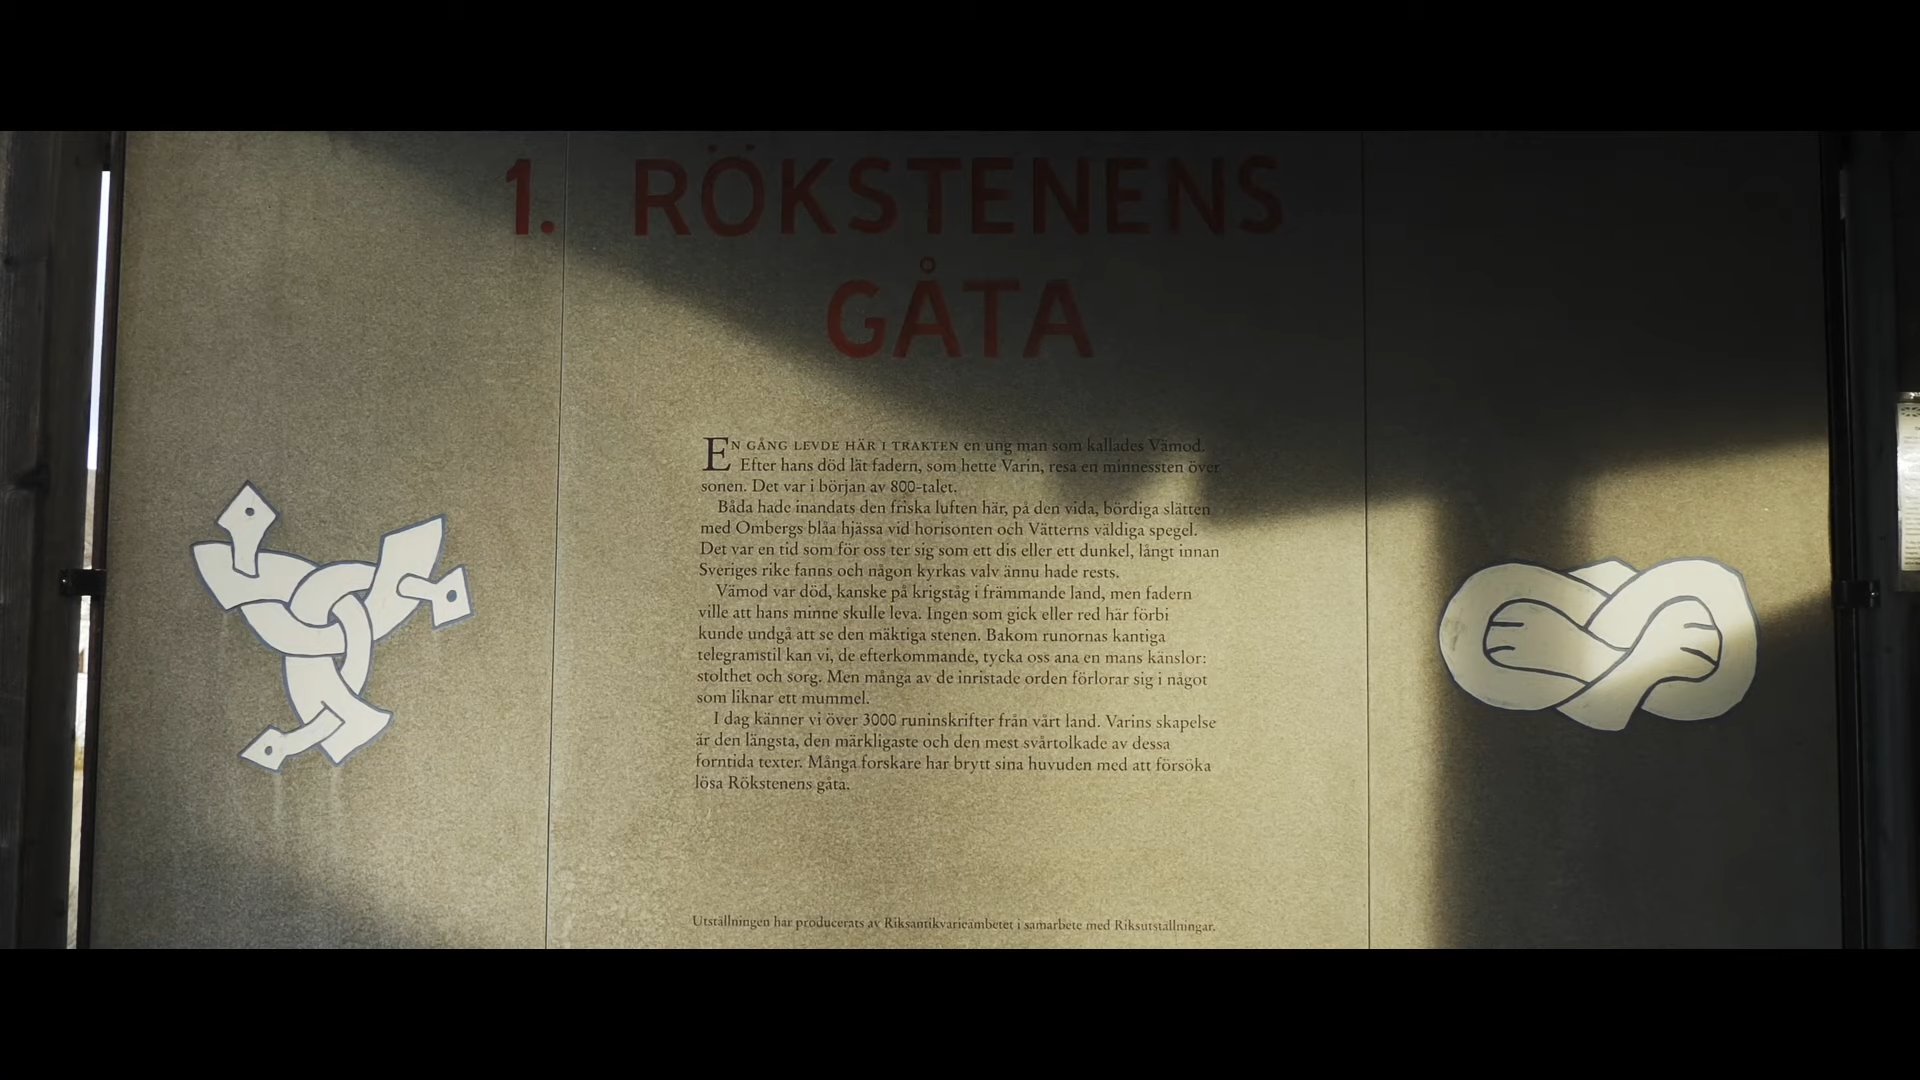 1. RÖKSTENENS
GÅTA
EN GÅNG LEVDE HÄR I TRAKTEN en ung man som kallades Vämod.
Efter hans död lät fadern, som hette Varin, resa en minnessten över
sonen. Det var i början av 800-talet.
Båda hade inandats den friska luften här, på den vida, bördiga slätten
med Ombergs blåa hjässa vid horisonten och Vätterns väldiga spegel.
Det var en tid som för oss ter sig som ett dis eller ett dunkel, långt innan
Sveriges rike fanns och någon kyrkas valv ännu hade rests.
Vämod var död, kanske på krigståg i främmande land, men fadern
ville att hans minne skulle leva. Ingen som gick eller red här förbi
kunde undgå att se den mäktiga stenen. Bakom runornas kantiga
telegramstil kan vi, de efterkommande, tycka oss ana en mans känslor:
stolthet och sorg. Men många av de inristade orden förlorar sig i något
som liknar ett mummel.
I dag känner vi över 3000 runinskrifter från vårt land. Varins skapelse
är den längsta, den märkligaste och den mest svårtolkade av dessa
forntida texter. Många forskare har brytt sina huvuden med att försöka
lösa Rökstenens gåta.
Utställningen har producerats av Riksantikvarieämbetet i samarbete med Riksutställningar.